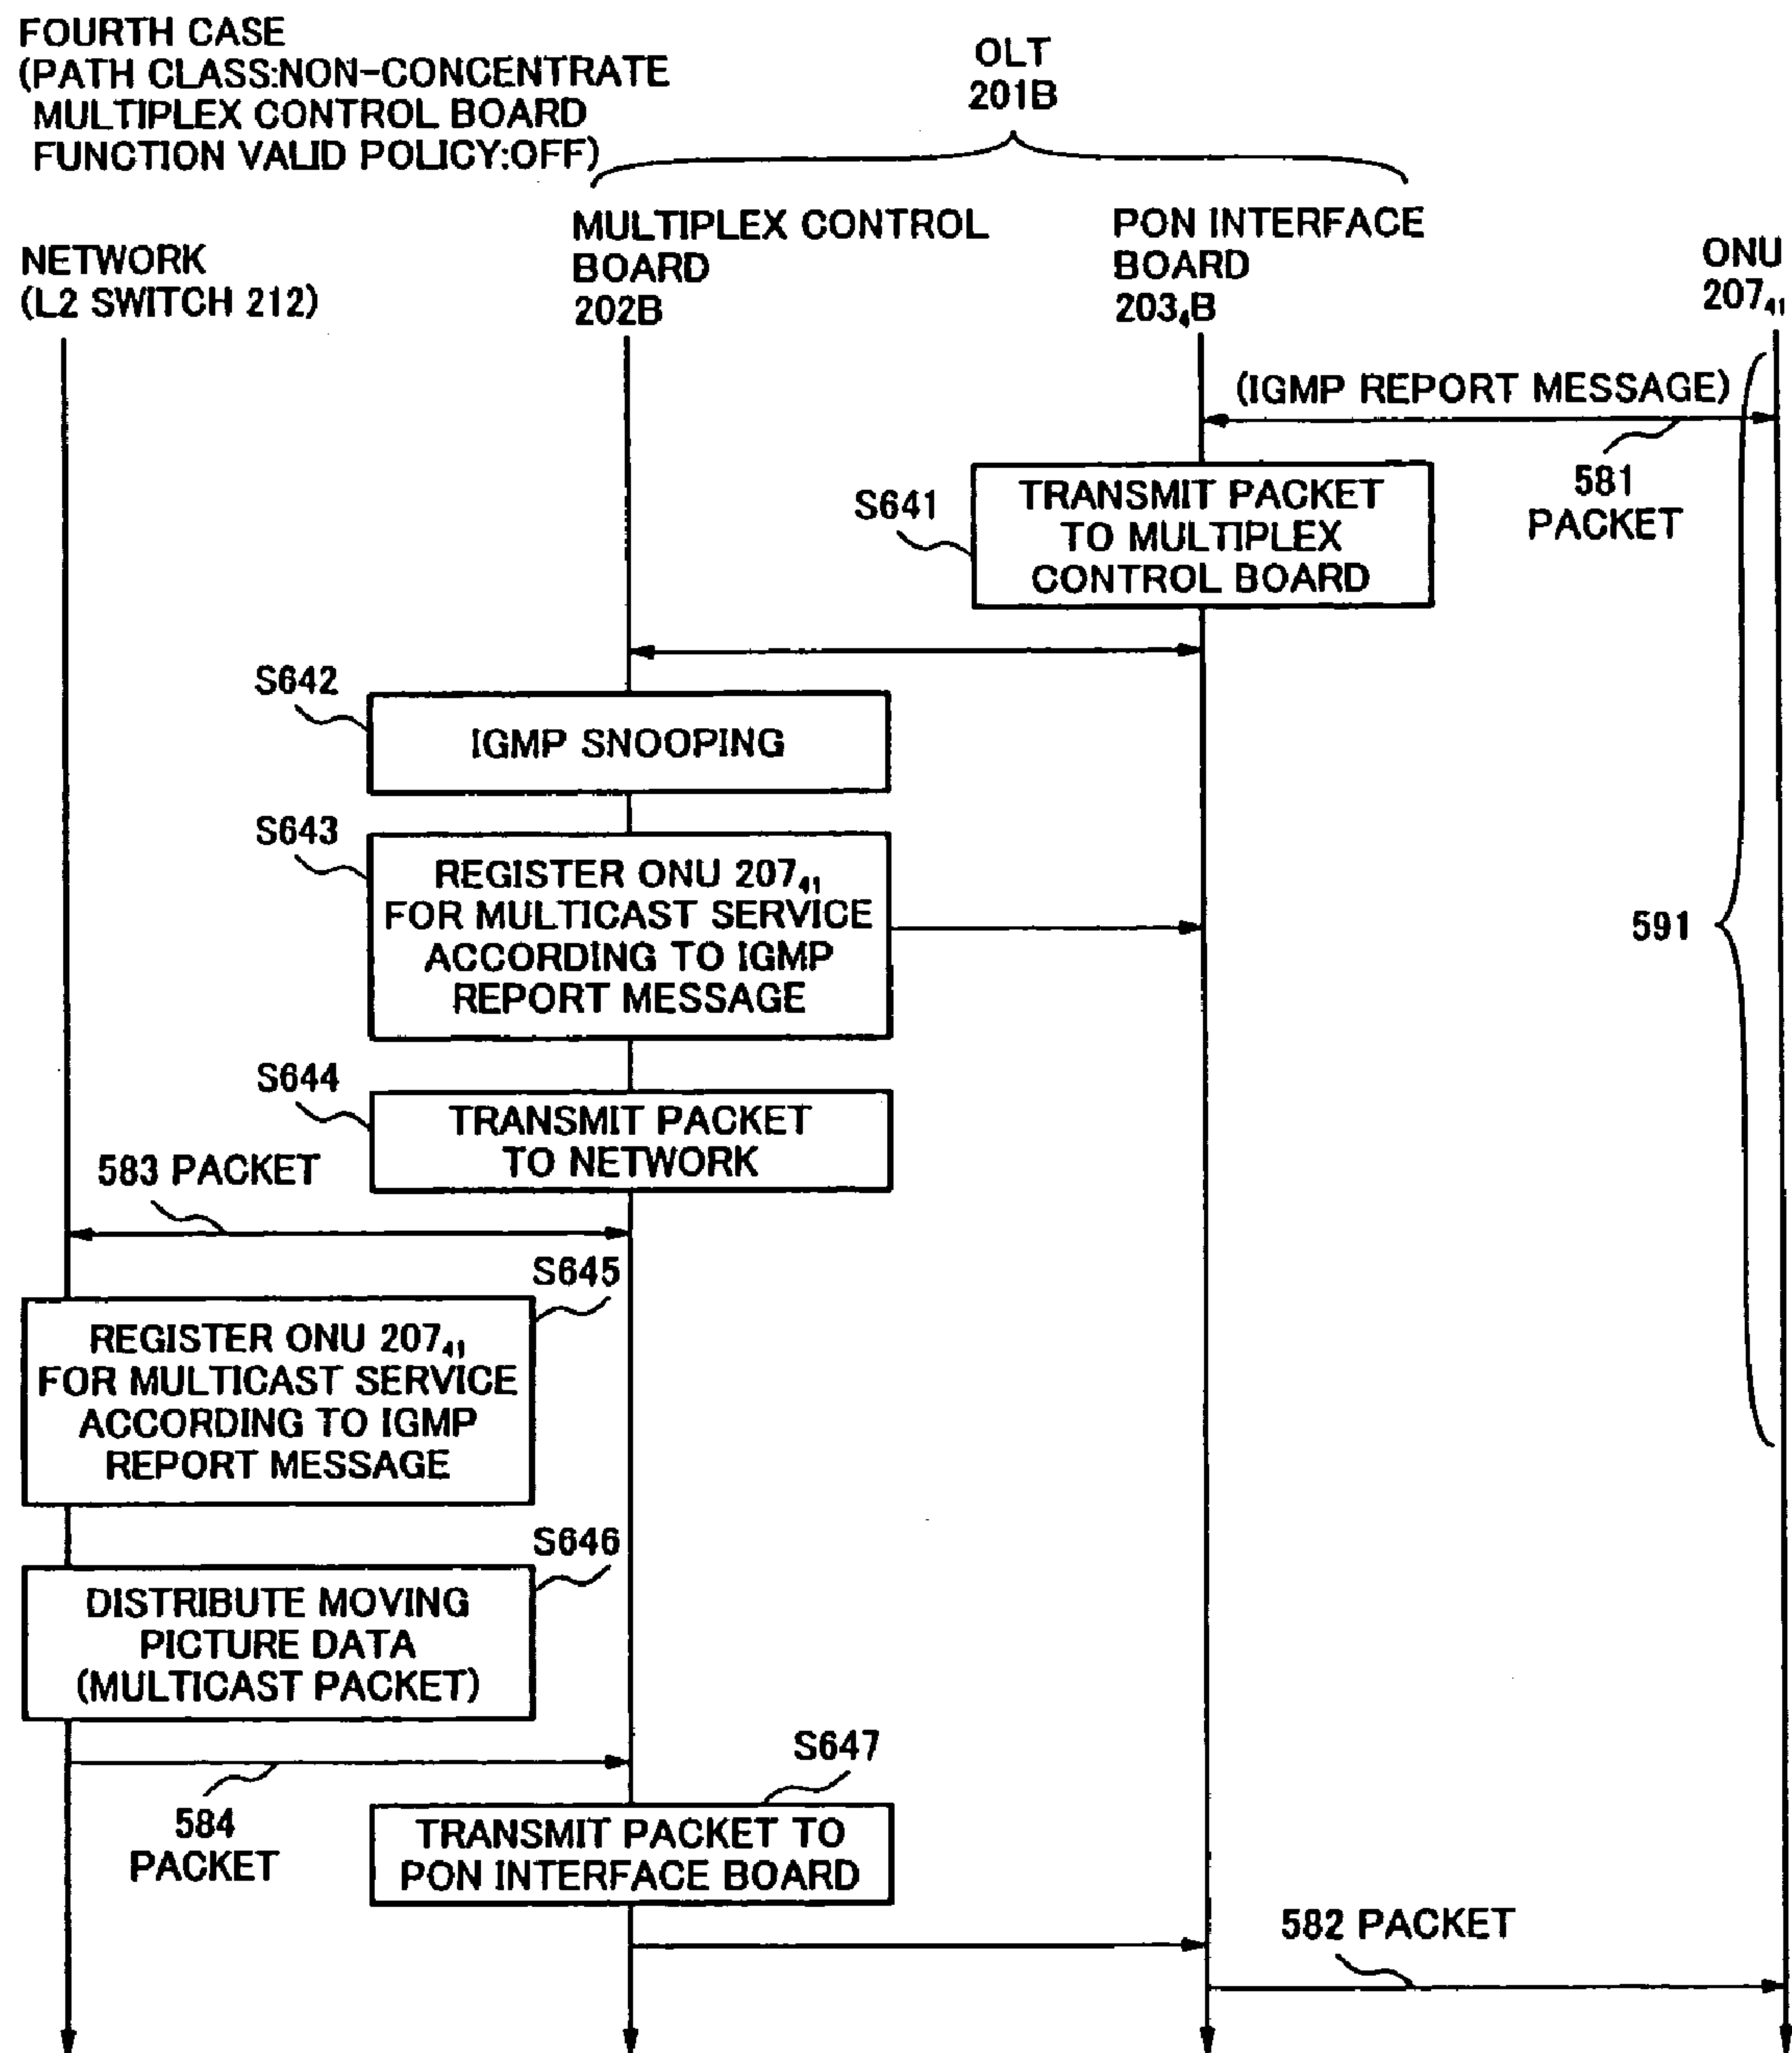 FOURTH CASE
(PATH CLASS:NON-CONCENTRATE
MULTIPLEX CONTROL BOARD
FUNCTION VALID POLICY:OFF)
OLT
201B
NETWORK
(L2 SWITCH 212)
MULTIPLEX CONTROL
BOARD
202B
PON INTERFACE
BOARD
203₄B
ONU
207₄₁
(IGMP REPORT MESSAGE)
581
PACKET
S641
TRANSMIT PACKET
TO MULTIPLEX
CONTROL BOARD
S642
IGMP SNOOPING
S643
REGISTER ONU 207₄₁
FOR MULTICAST SERVICE
ACCORDING TO IGMP
REPORT MESSAGE
591
S644
TRANSMIT PACKET
TO NETWORK
583 PACKET
S645
REGISTER ONU 207₄₁
FOR MULTICAST SERVICE
ACCORDING TO IGMP
REPORT MESSAGE
S646
DISTRIBUTE MOVING
PICTURE DATA
(MULTICAST PACKET)
584
PACKET
S647
TRANSMIT PACKET TO
PON INTERFACE BOARD
582 PACKET